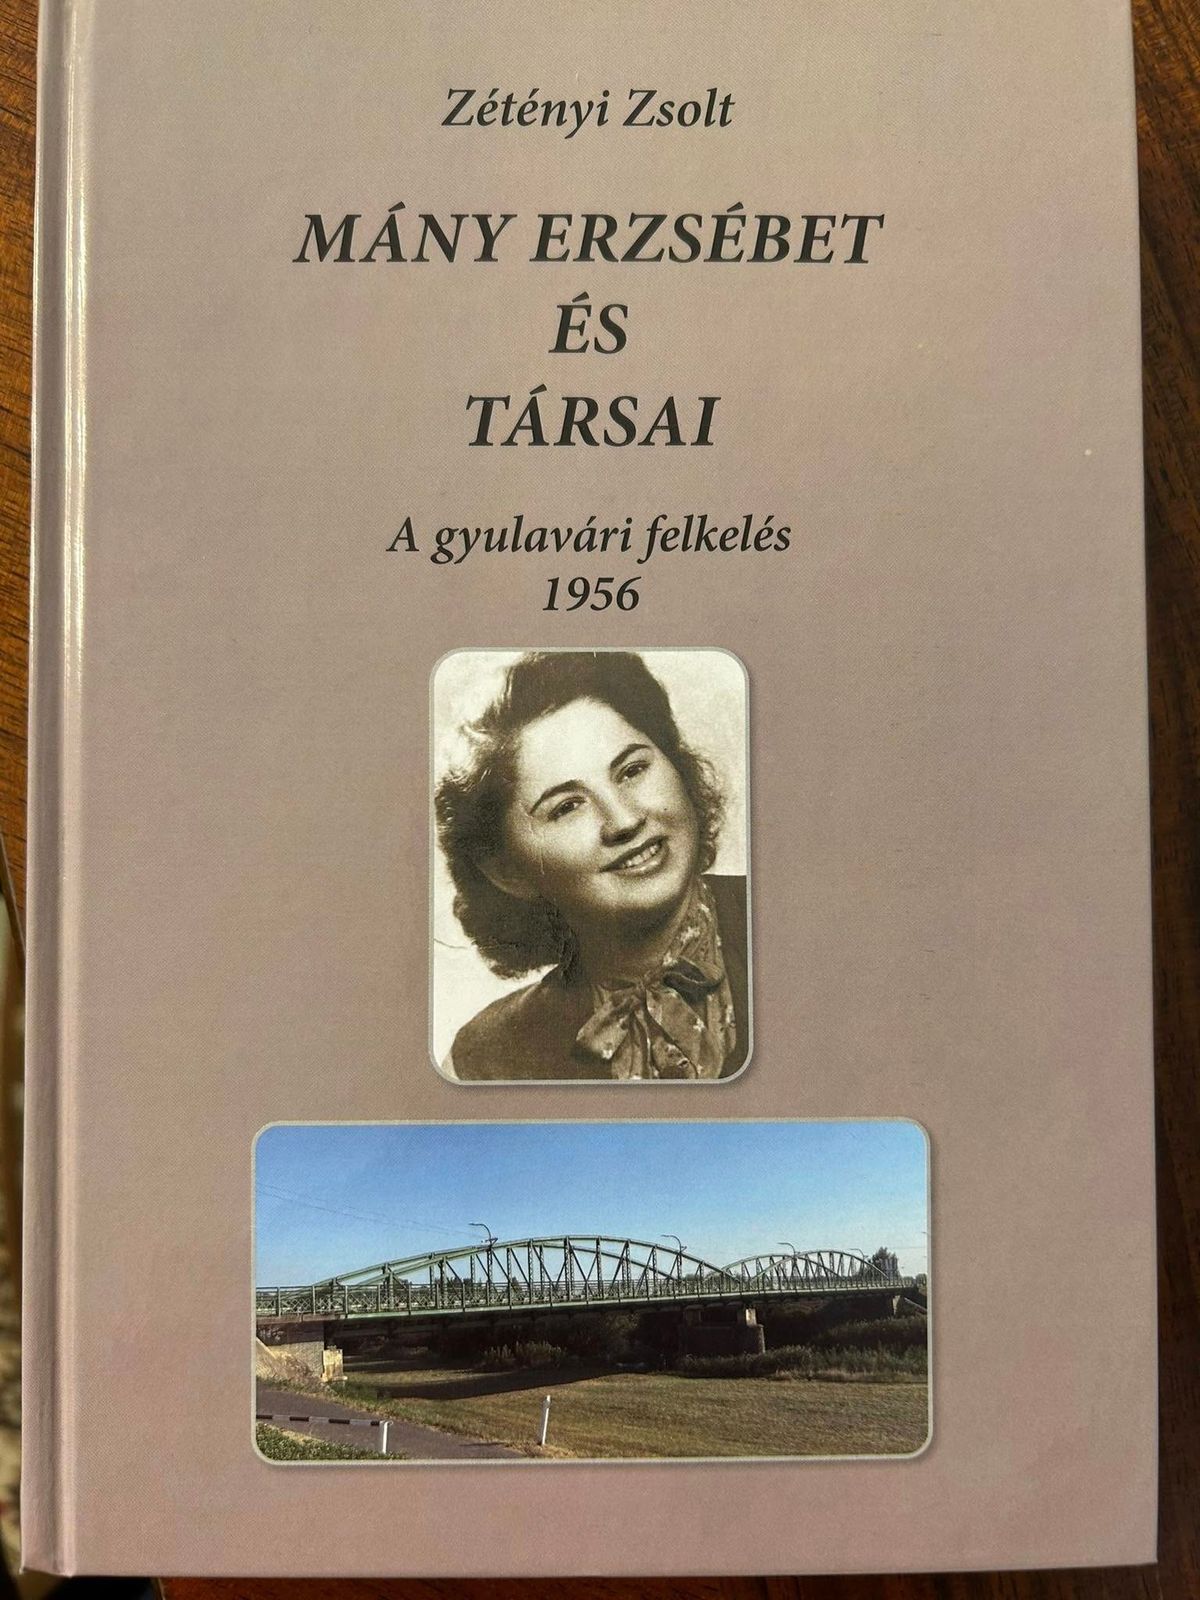 Zétényi Zsolt
MÁNY ERZSÉBET
ÉS
TÁRSAI
A gyulavári felkelés
1956